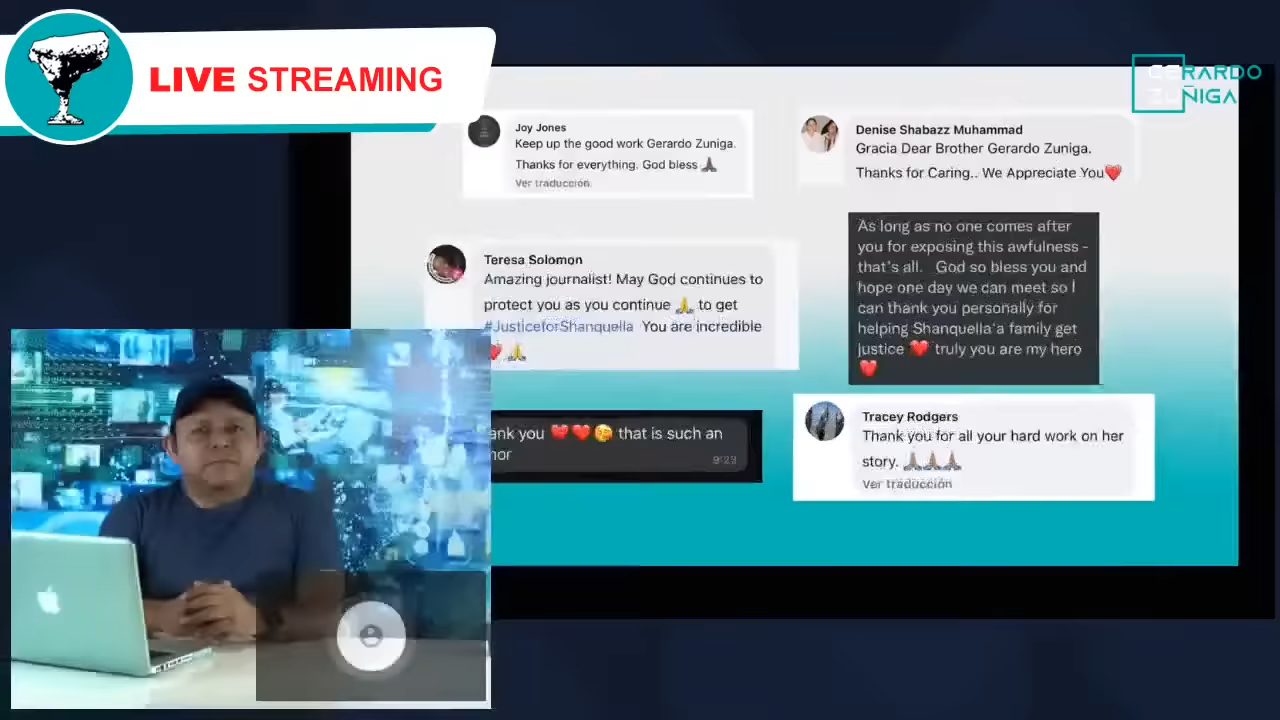 LIVE STREAMING
GERARDO
ZUÑIGA
Joy Jones
Keep up the good work Gerardo Zuniga.
Thanks for everything. God bless 🙏
Ver traducción
Denise Shabazz Muhammad
Gracia Dear Brother Gerardo Zuniga.
Thanks for Caring.. We Appreciate You❤️
Teresa Solomon
Amazing journalist! May God continues to
protect you as you continue 🙏 to get
#JusticeforShanquella You are incredible
❤️🙏
As long as no one comes after
you for exposing this awfulness -
that's all. God so bless you and
hope one day we can meet so I
can thank you personally for
helping Shanquella'a family get
justice ❤️ truly you are my hero
❤️
ank you ❤️❤️😘 that is such an
nor
9:23
Tracey Rodgers
Thank you for all your hard work on her
story. 🙏🙏🙏
Ver traducción